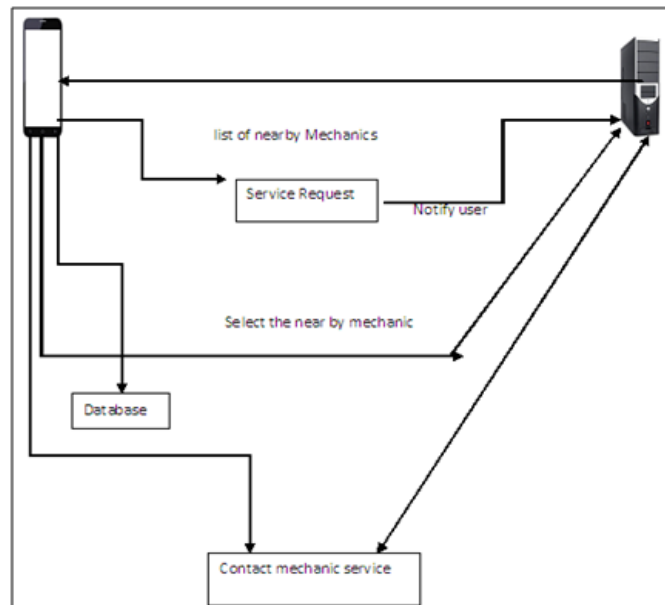 list of nearby Mechanics
Service Request
Notify user
Select the near by mechanic
Database
Contact mechanic service